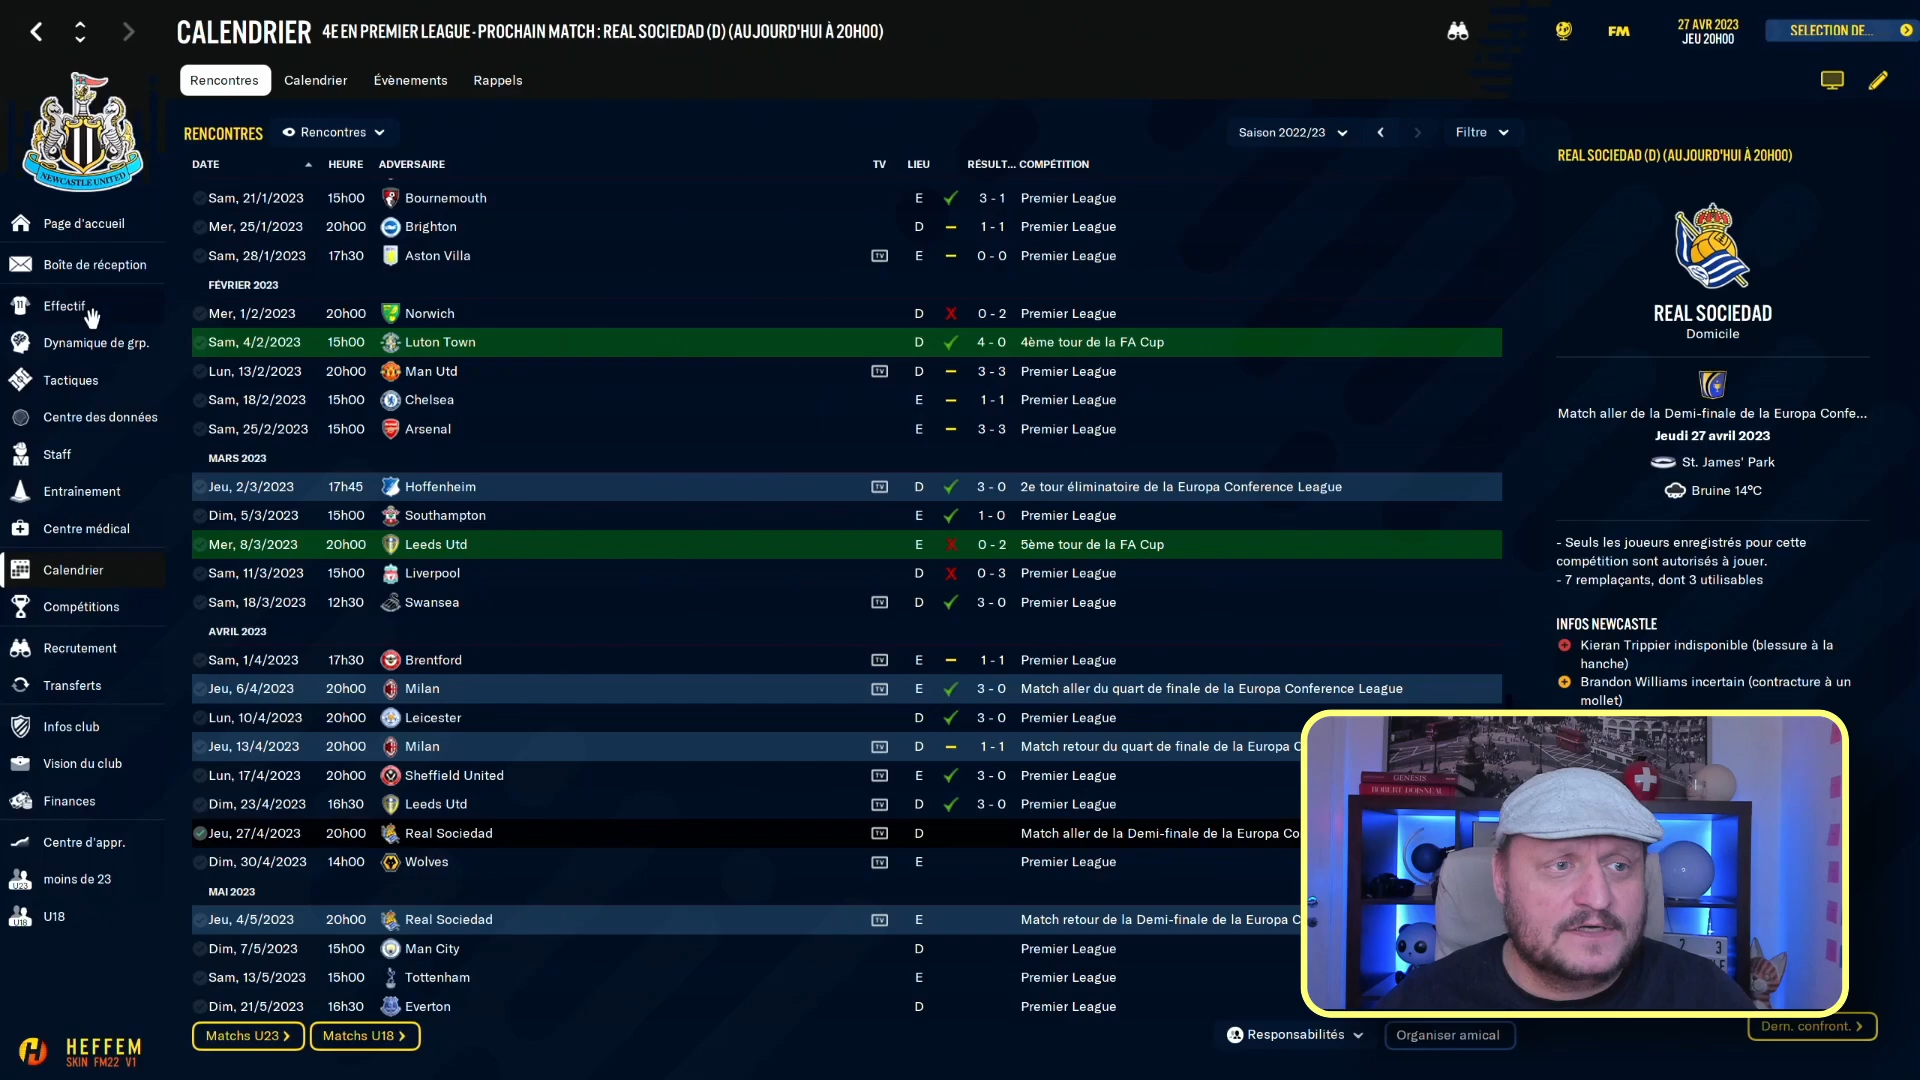 CALENDRIER 4E EN PREMIER LEAGUE - PROCHAIN MATCH : REAL SOCIEDAD (D) (AUJOURD'HUI À 20H00)
FM
27 AVR 2023
JEU 20H00
SELECTION DE...
Rencontres Calendrier Évènements Rappels
NEWCASTLE UNITED
Page d'accueil
Boîte de réception
Effectif
Dynamique de grp.
Tactiques
Centre des données
Staff
Entraînement
Centre médical
Calendrier
Compétitions
Recrutement
Transferts
Infos club
Vision du club
Finances
Centre d'appr.
U23 moins de 23
U18 U18
HEFFEM
SKIN FM22 V1
RENCONTRES Rencontres Saison 2022/23 Filtre
DATE HEURE ADVERSAIRE TV LIEU RÉSULT... COMPÉTITION
Sam, 21/1/2023 15h00 Bournemouth E 3 - 1 Premier League
Mer, 25/1/2023 20h00 Brighton D 1 - 1 Premier League
Sam, 28/1/2023 17h30 Aston Villa TV E 0 - 0 Premier League
FÉVRIER 2023
Mer, 1/2/2023 20h00 Norwich D X 0 - 2 Premier League
Sam, 4/2/2023 15h00 Luton Town D 4 - 0 4ème tour de la FA Cup
Lun, 13/2/2023 20h00 Man Utd TV D 3 - 3 Premier League
Sam, 18/2/2023 15h00 Chelsea E 1 - 1 Premier League
Sam, 25/2/2023 15h00 Arsenal E 3 - 3 Premier League
MARS 2023
Jeu, 2/3/2023 17h45 Hoffenheim TV D 3 - 0 2e tour éliminatoire de la Europa Conference League
Dim, 5/3/2023 15h00 Southampton E 1 - 0 Premier League
Mer, 8/3/2023 20h00 Leeds Utd E X 0 - 2 5ème tour de la FA Cup
Sam, 11/3/2023 15h00 Liverpool D X 0 - 3 Premier League
Sam, 18/3/2023 12h30 Swansea TV D 3 - 0 Premier League
AVRIL 2023
Sam, 1/4/2023 17h30 Brentford TV E 1 - 1 Premier League
Jeu, 6/4/2023 20h00 Milan TV E 3 - 0 Match aller du quart de finale de la Europa Conference League
Lun, 10/4/2023 20h00 Leicester D 3 - 0 Premier League
Jeu, 13/4/2023 20h00 Milan TV D 1 - 1 Match retour du quart de finale de la Europa C
Lun, 17/4/2023 20h00 Sheffield United TV E 3 - 0 Premier League
Dim, 23/4/2023 16h30 Leeds Utd TV D 3 - 0 Premier League
Jeu, 27/4/2023 20h00 Real Sociedad TV D Match aller de la Demi-finale de la Europa Co
Dim, 30/4/2023 14h00 Wolves TV E Premier League
MAI 2023
Jeu, 4/5/2023 20h00 Real Sociedad TV E Match retour de la Demi-finale de la Europa C
Dim, 7/5/2023 15h00 Man City D Premier League
Sam, 13/5/2023 15h00 Tottenham E Premier League
Dim, 21/5/2023 16h30 Everton D Premier League
Matchs U23 Matchs U18 Responsabilités Organiser amical Dern. confront.
REAL SOCIEDAD (D) (AUJOURD'HUI À 20H00)
REAL SOCIEDAD
Domicile
Match aller de la Demi-finale de la Europa Confe...
Jeudi 27 avril 2023
St. James' Park
Bruine 14°C
- Seuls les joueurs enregistrés pour cette
compétition sont autorisés à jouer.
- 7 remplaçants, dont 3 utilisables
INFOS NEWCASTLE
Kieran Trippier indisponible (blessure à la
hanche)
Brandon Williams incertain (contracture à un
mollet)
GENESIS
ROBERT DOISNEAU
2 3